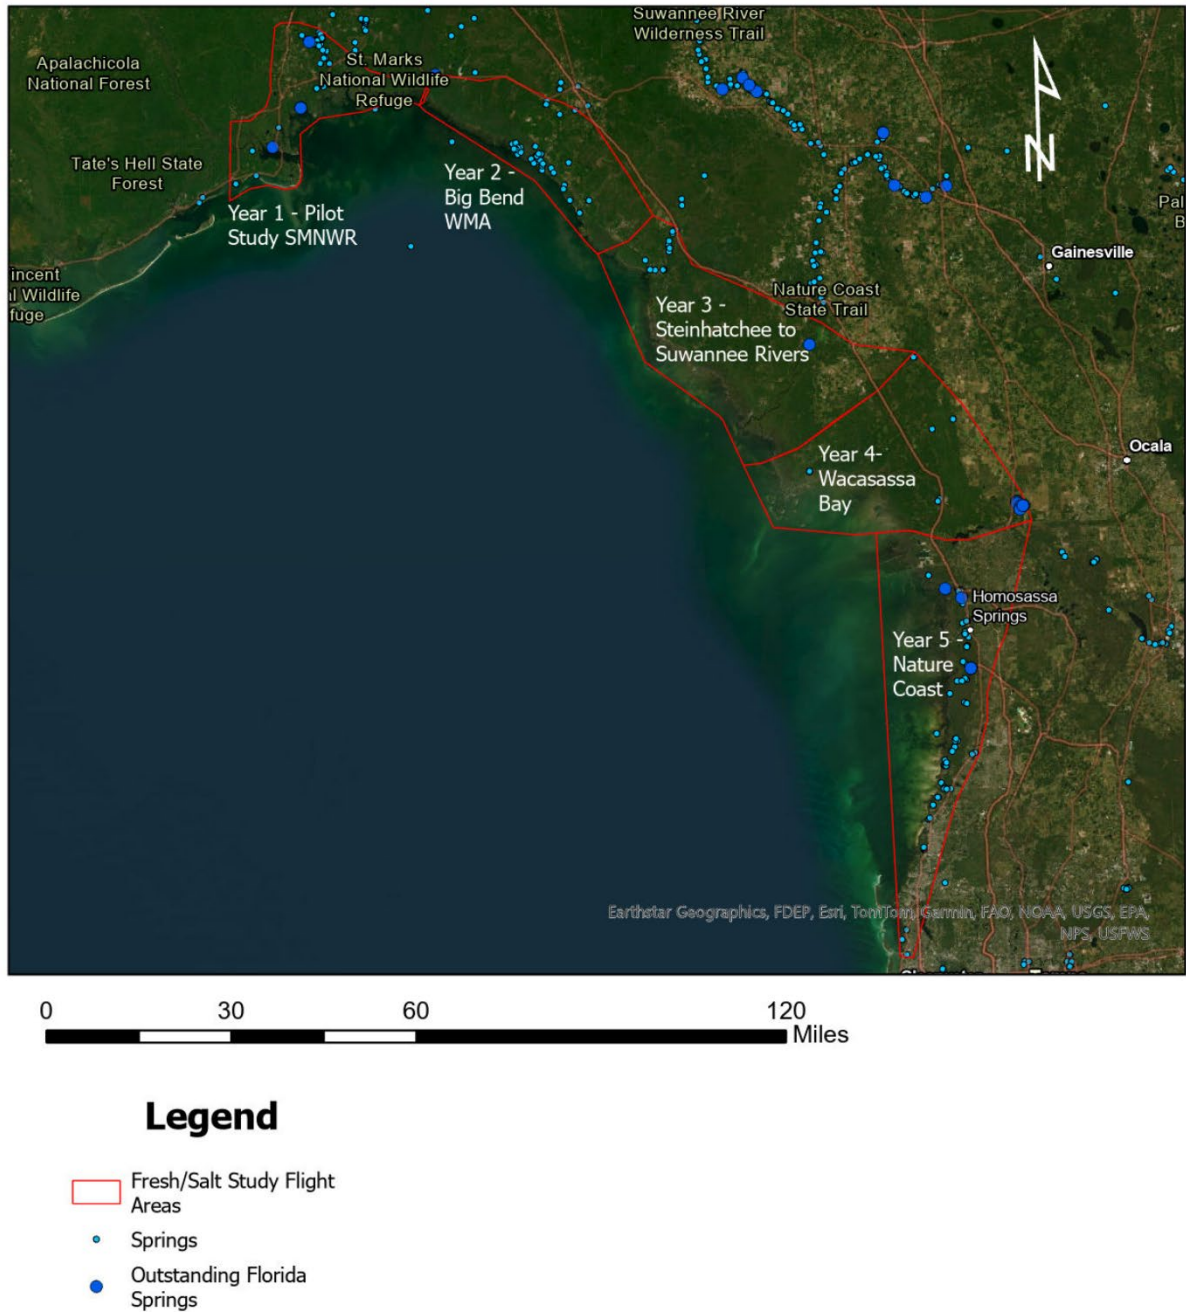 Suwannee River
Wilderness Trail
Apalachicola
National Forest
St. Marks
National Wildlife
Refuge
Tate's Hell State
Forest
Year 2 -
Big Bend
WMA
Year 1 - Pilot
Study SMNWR
Pal
B
Gainesville
incent
al Wildlife
fuge
Nature Coast
State Trail
Year 3 -
Steinhatchee to
Suwannee Rivers
Ocala
Year 4-
Wacasassa
Bay
Homosassa
Springs
Year 5 -
Nature
Coast
Earthstar Geographics, FDEP, Esri, TomTom, Garmin, FAO, NOAA, USGS, EPA,
NPS, USFWS
N
0 30 60 120
Miles
Legend
Fresh/Salt Study Flight
Areas
Springs
Outstanding Florida
Springs